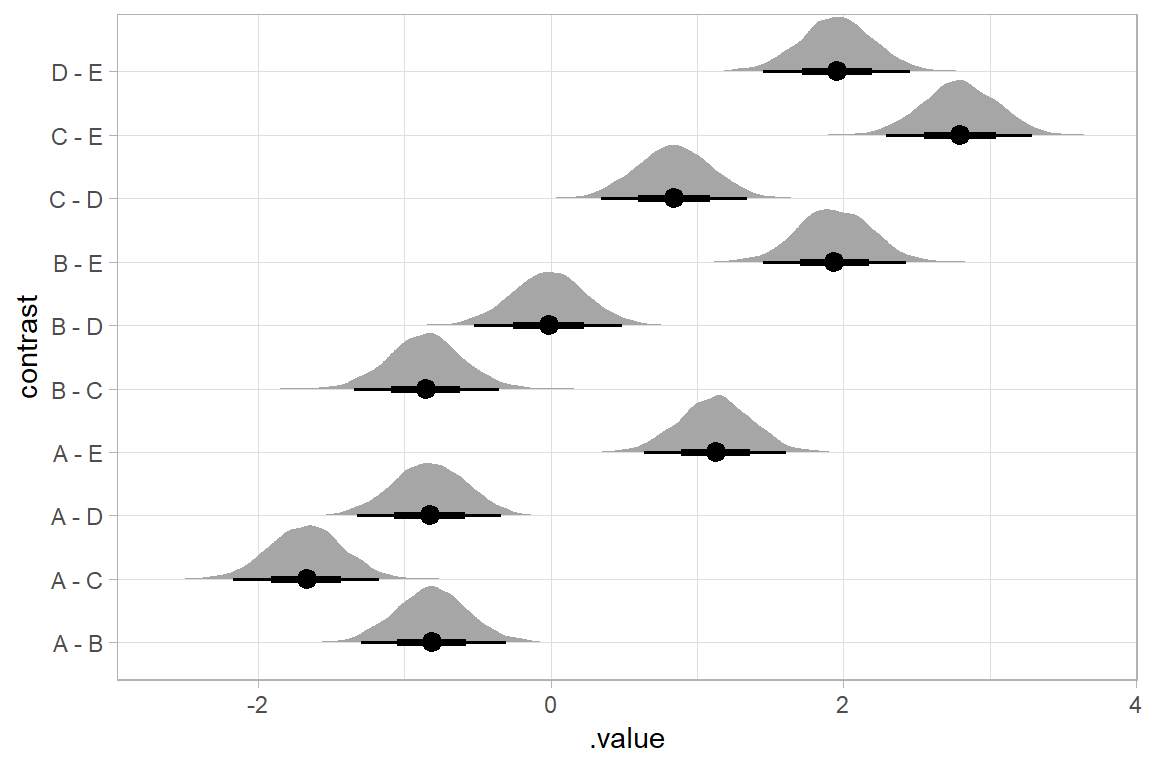 D - E
C - E
C - D
B - E
B - D
B - C
A - E
A - D
A - C
A - B
contrast
-2 0 2 4
.value